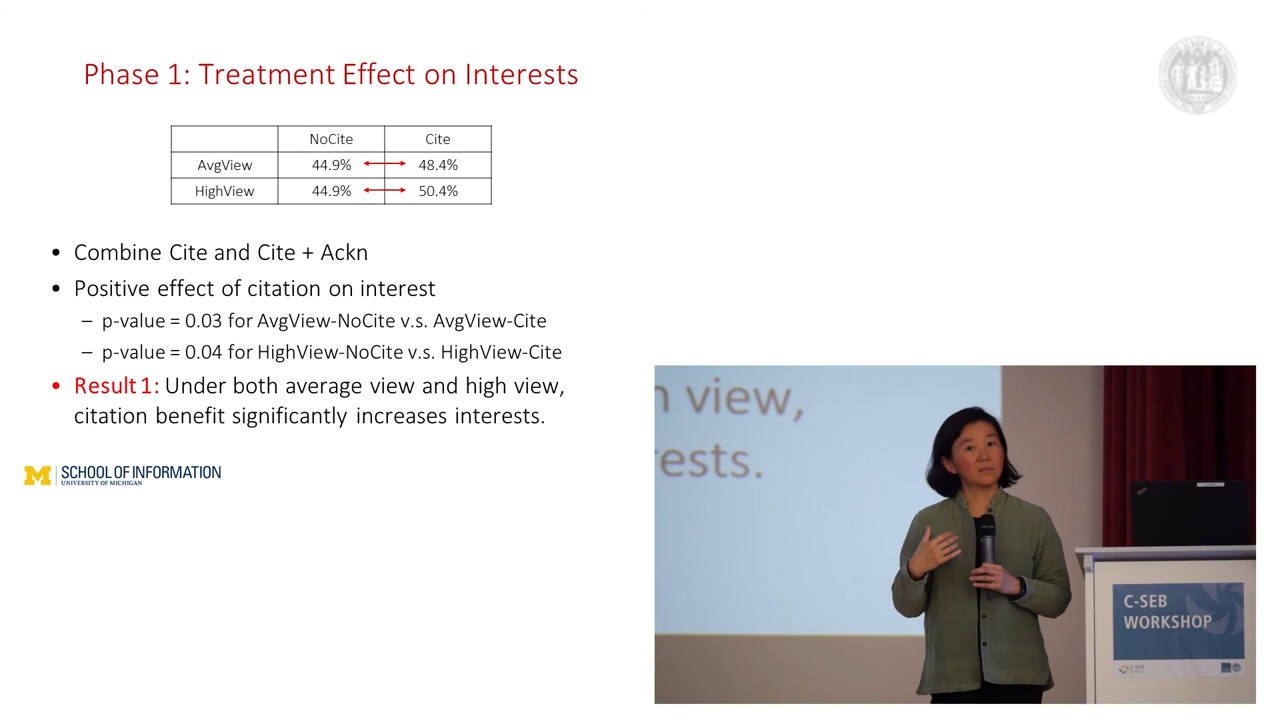 Phase 1: Treatment Effect on Interests
NoCite Cite
AvgView 44.9% 48.4%
HighView 44.9% 50.4%
• Combine Cite and Cite + Ackn
• Positive effect of citation on interest
– p-value = 0.03 for AvgView-NoCite v.s. AvgView-Cite
– p-value = 0.04 for HighView-NoCite v.s. HighView-Cite
• Result 1: Under both average view and high view,
citation benefit significantly increases interests.
M SCHOOL OF INFORMATION
UNIVERSITY OF MICHIGAN
view,
C-SEB
WORKSHOP
C-SEB